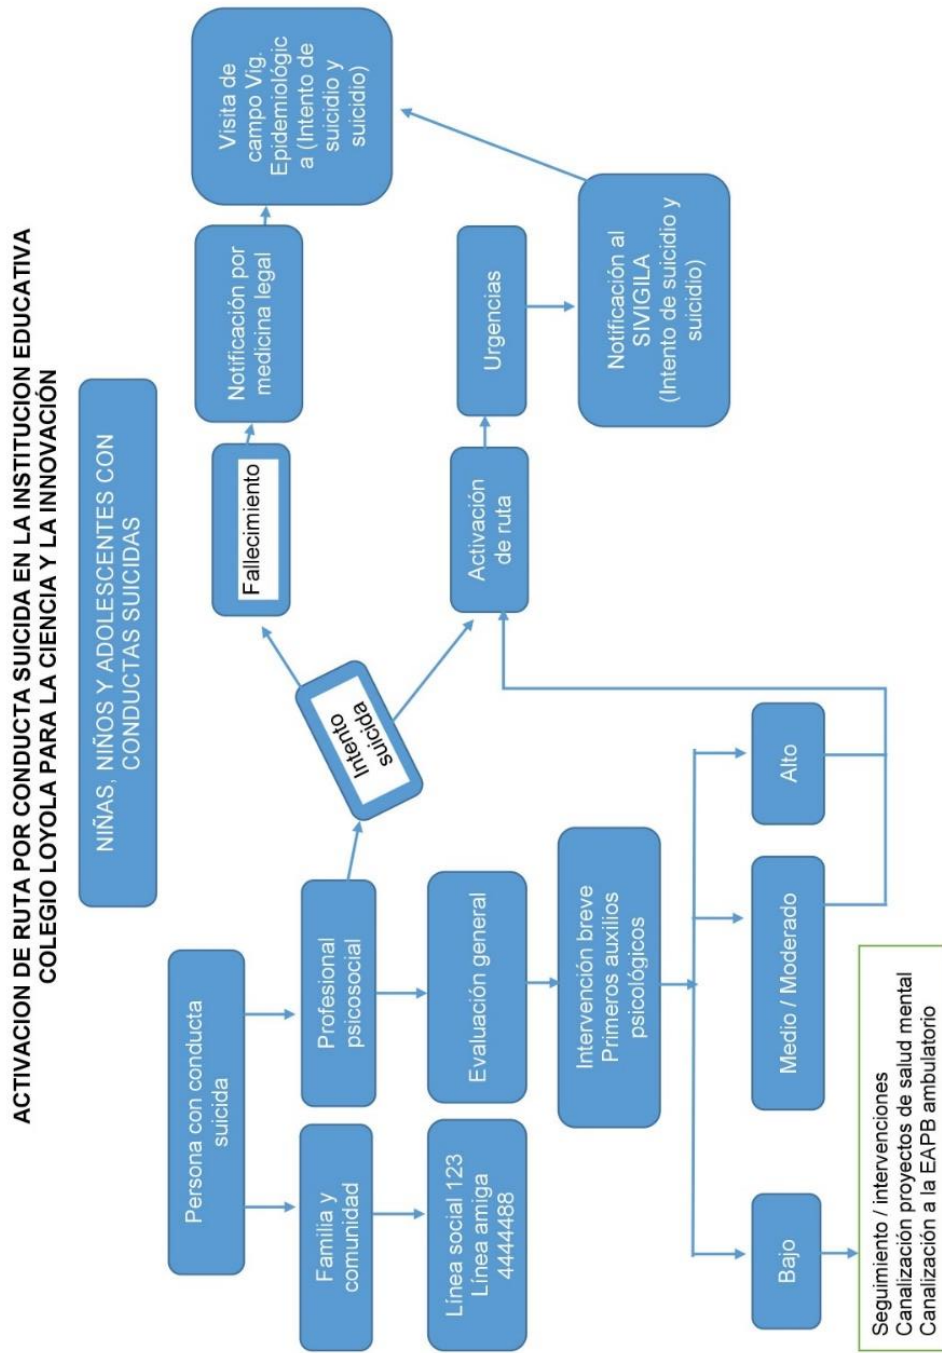 ACTIVACION DE RUTA POR CONDUCTA SUICIDA EN LA INSTITUCION EDUCATIVA
COLEGIO LOYOLA PARA LA CIENCIA Y LA INNOVACIÓN
NIÑAS, NIÑOS Y ADOLESCENTES CON
CONDUCTAS SUICIDAS
Persona con conducta
suicida
Familia y
comunidad
Profesional
psicosocial
Línea social 123
Línea amiga
4444488
Evaluación general
Intervención breve
Primeros auxilios
psicológicos
Bajo
Medio / Moderado
Alto
Seguimiento / intervenciones
Canalización proyectos de salud mental
Canalización a la EAPB ambulatorio
Intento
suicida
Fallecimiento
Notificación por
medicina legal
Visita de
campo Vig.
Epidemiológic
a (Intento de
suicidio y
suicidio)
Activación
de ruta
Urgencias
Notificación al
SIVIGILA
(Intento de suicidio y
suicidio)